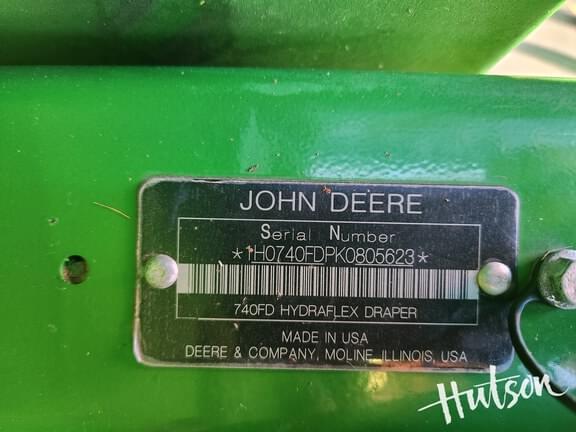 JOHN DEERE
Serial Number
*1H0740FDPK0805623*
740FD HYDRAFLEX DRAPER
MADE IN USA
DEERE & COMPANY, MOLINE, ILLINOIS, USA
Hutson